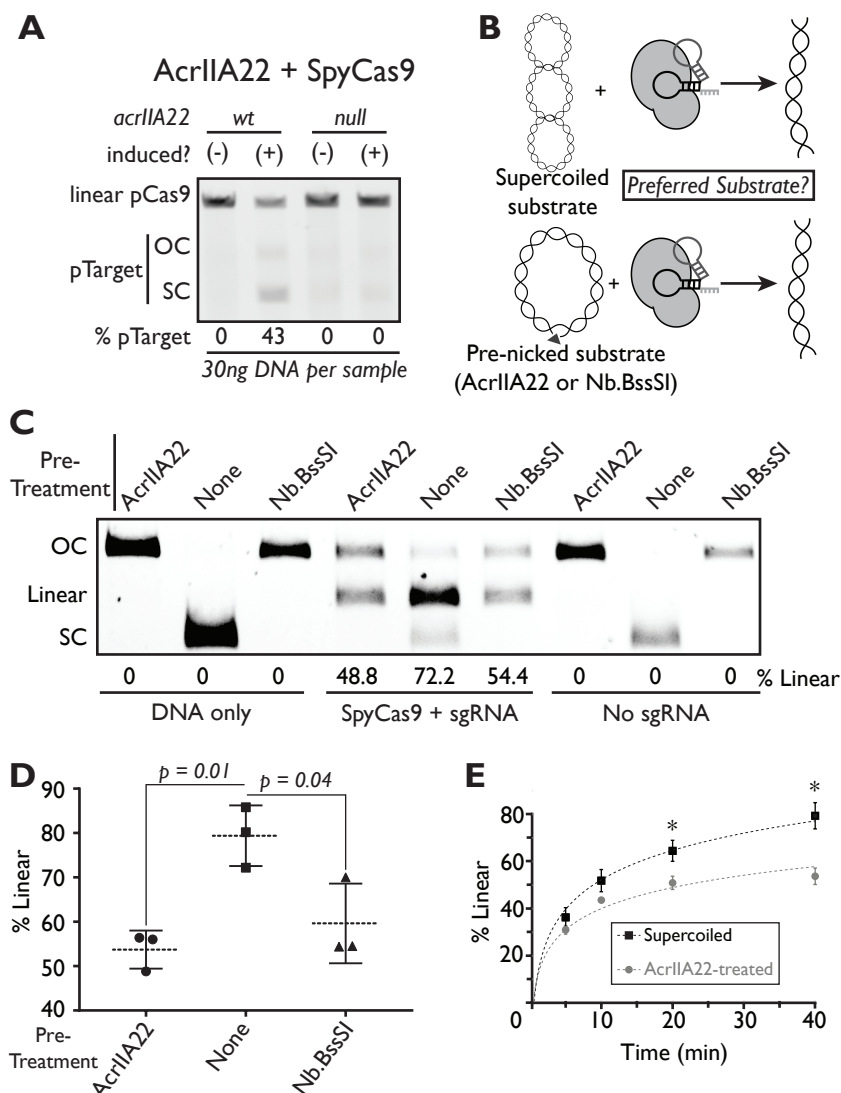 A
AcrIIA22 + SpyCas9
acrIIA22 wt null
induced? (-) (+) (-) (+)
linear pCas9
pTarget
OC
SC
% pTarget 0 43 0 0
30ng DNA per sample
B
+
Supercoiled
substrate
Preferred Substrate?
+
Pre-nicked substrate
(AcrIIA22 or Nb.BssSI)
C
Pre-
Treatment
AcrIIA22 None Nb.BssSI AcrIIA22 None Nb.BssSI AcrIIA22 None Nb.BssSI
OC
Linear
SC
0 0 0 48.8 72.2 54.4 0 0 0 % Linear
DNA only SpyCas9 + sgRNA No sgRNA
D
p = 0.01
p = 0.04
% Linear
90
80
70
60
50
40
Pre-
Treatment
AcrIIA22 None Nb.BssSI
E
* *
% Linear
80
60
40
20
Supercoiled
AcrIIA22-treated
0 10 20 30 40
Time (min)